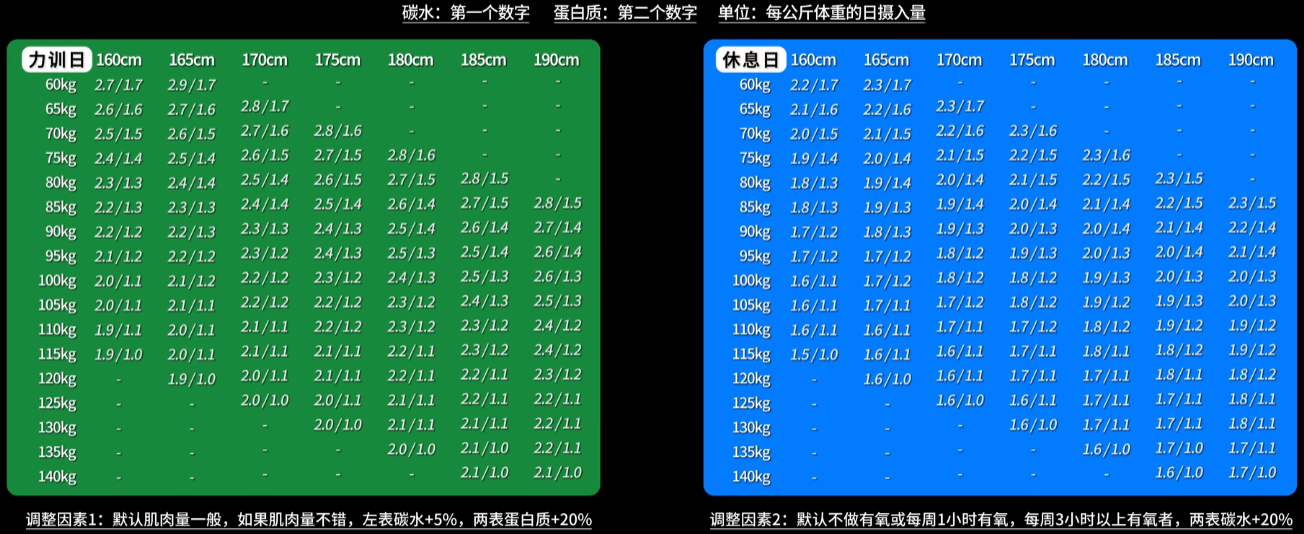 碳水：第一个数字 蛋白质：第二个数字 单位：每公斤体重的日摄入量
力训日 160cm 165cm 170cm 175cm 180cm 185cm 190cm
60kg 2.7/1.7 2.9/1.7 - - - - -
65kg 2.6/1.6 2.7/1.6 2.8/1.7 - - - -
70kg 2.5/1.5 2.6/1.5 2.7/1.6 2.8/1.6 - - -
75kg 2.4/1.4 2.5/1.4 2.6/1.5 2.7/1.5 2.8/1.6 - -
80kg 2.3/1.3 2.4/1.4 2.5/1.4 2.6/1.5 2.7/1.5 2.8/1.5 -
85kg 2.2/1.3 2.3/1.3 2.4/1.4 2.5/1.4 2.6/1.4 2.7/1.5 2.8/1.5
90kg 2.2/1.2 2.2/1.3 2.3/1.3 2.4/1.3 2.5/1.4 2.6/1.4 2.7/1.4
95kg 2.1/1.2 2.2/1.2 2.3/1.2 2.4/1.3 2.5/1.3 2.5/1.4 2.6/1.4
100kg 2.0/1.1 2.1/1.2 2.2/1.2 2.3/1.2 2.4/1.3 2.5/1.3 2.6/1.3
105kg 2.0/1.1 2.1/1.1 2.2/1.2 2.2/1.2 2.3/1.2 2.4/1.3 2.5/1.3
110kg 1.9/1.1 2.0/1.1 2.1/1.1 2.2/1.2 2.3/1.2 2.3/1.2 2.4/1.2
115kg 1.9/1.0 2.0/1.1 2.1/1.1 2.1/1.1 2.2/1.1 2.3/1.2 2.4/1.2
120kg - 1.9/1.0 2.0/1.1 2.1/1.1 2.2/1.1 2.2/1.1 2.3/1.2
125kg - - 2.0/1.0 2.0/1.1 2.1/1.1 2.2/1.1 2.2/1.1
130kg - - - 2.0/1.0 2.1/1.1 2.1/1.1 2.2/1.1
135kg - - - - 2.0/1.0 2.1/1.0 2.2/1.1
140kg - - - - - 2.1/1.0 2.1/1.0
调整因素1：默认肌肉量一般，如果肌肉量不错，左表碳水+5%，两表蛋白质+20%
休息日 160cm 165cm 170cm 175cm 180cm 185cm 190cm
60kg 2.2/1.7 2.3/1.7 - - - - -
65kg 2.1/1.6 2.2/1.6 2.3/1.7 - - - -
70kg 2.0/1.5 2.1/1.5 2.2/1.6 2.3/1.6 - - -
75kg 1.9/1.4 2.0/1.4 2.1/1.5 2.2/1.5 2.3/1.6 - -
80kg 1.8/1.3 1.9/1.4 2.0/1.4 2.1/1.5 2.2/1.5 2.3/1.5 -
85kg 1.8/1.3 1.9/1.3 1.9/1.4 2.0/1.4 2.1/1.4 2.2/1.5 2.3/1.5
90kg 1.7/1.2 1.8/1.3 1.9/1.3 2.0/1.3 2.0/1.4 2.1/1.4 2.2/1.4
95kg 1.7/1.2 1.7/1.2 1.8/1.2 1.9/1.3 2.0/1.3 2.0/1.4 2.1/1.4
100kg 1.6/1.1 1.7/1.2 1.8/1.2 1.8/1.2 1.9/1.3 2.0/1.3 2.0/1.3
105kg 1.6/1.1 1.7/1.1 1.7/1.2 1.8/1.2 1.9/1.2 1.9/1.3 2.0/1.3
110kg 1.6/1.1 1.6/1.1 1.7/1.1 1.7/1.2 1.8/1.2 1.9/1.2 1.9/1.2
115kg 1.5/1.0 1.6/1.1 1.6/1.1 1.7/1.1 1.8/1.1 1.8/1.2 1.9/1.2
120kg - 1.6/1.0 1.6/1.1 1.7/1.1 1.7/1.1 1.8/1.1 1.8/1.2
125kg - - 1.6/1.0 1.6/1.1 1.7/1.1 1.7/1.1 1.8/1.1
130kg - - - 1.6/1.0 1.7/1.1 1.7/1.1 1.8/1.1
135kg - - - - 1.6/1.0 1.7/1.0 1.7/1.1
140kg - - - - - 1.6/1.0 1.7/1.0
调整因素2：默认不做有氧或每周1小时有氧，每周3小时以上有氧者，两表碳水+20%